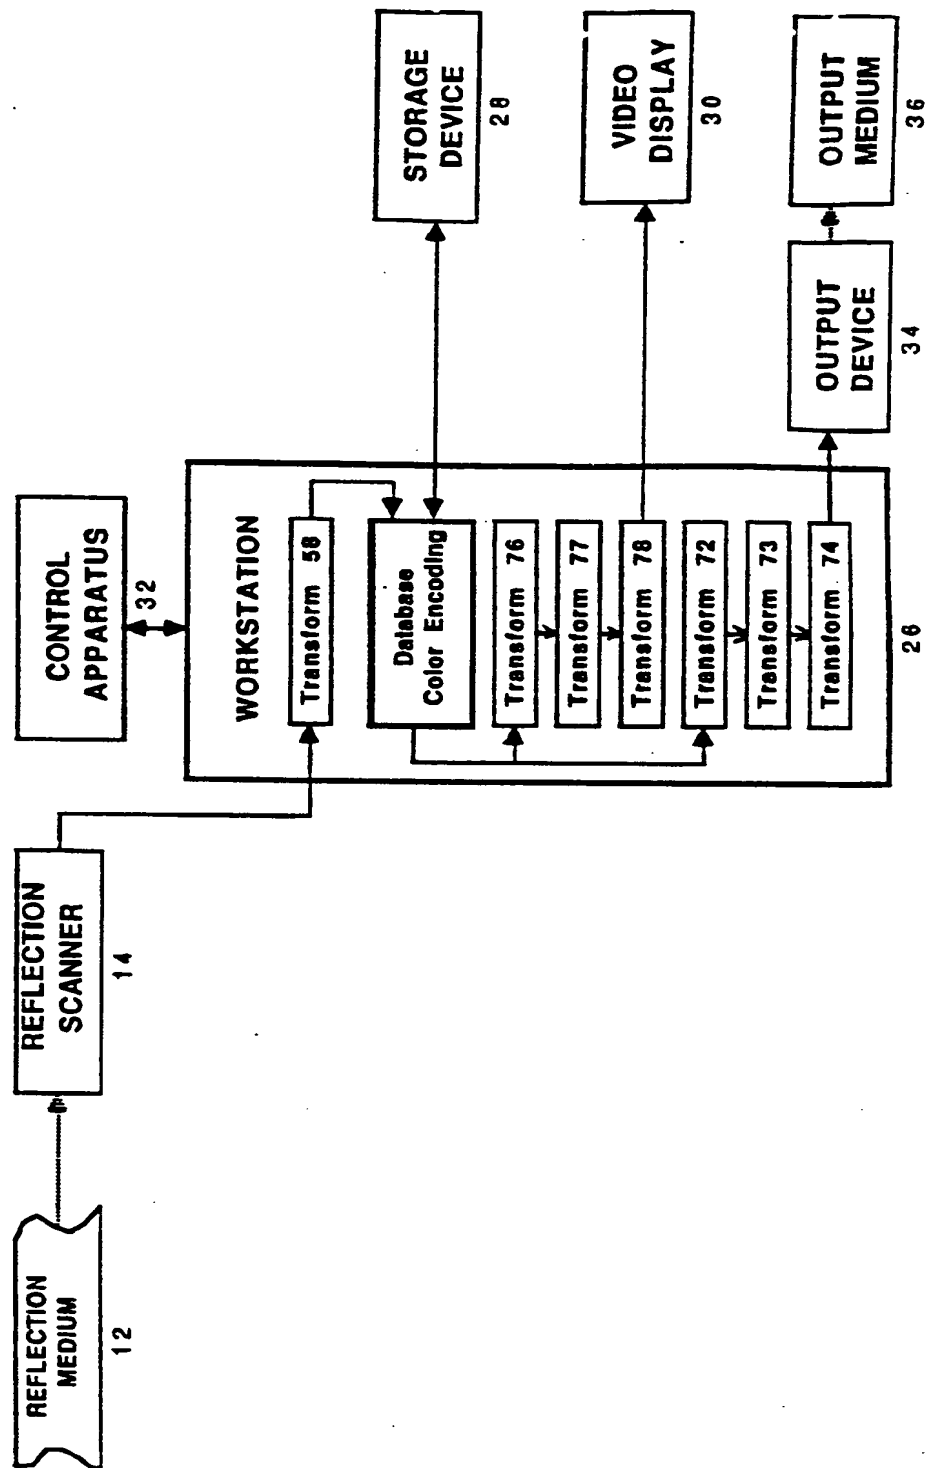 REFLECTION
MEDIUM
12
REFLECTION
SCANNER
14
CONTROL
APPARATUS
32
WORKSTATION
Transform 58
Database
Color Encoding
Transform 76
Transform 77
Transform 78
Transform 72
Transform 73
Transform 74
26
STORAGE
DEVICE
28
VIDEO
DISPLAY
30
OUTPUT
DEVICE
34
OUTPUT
MEDIUM
36